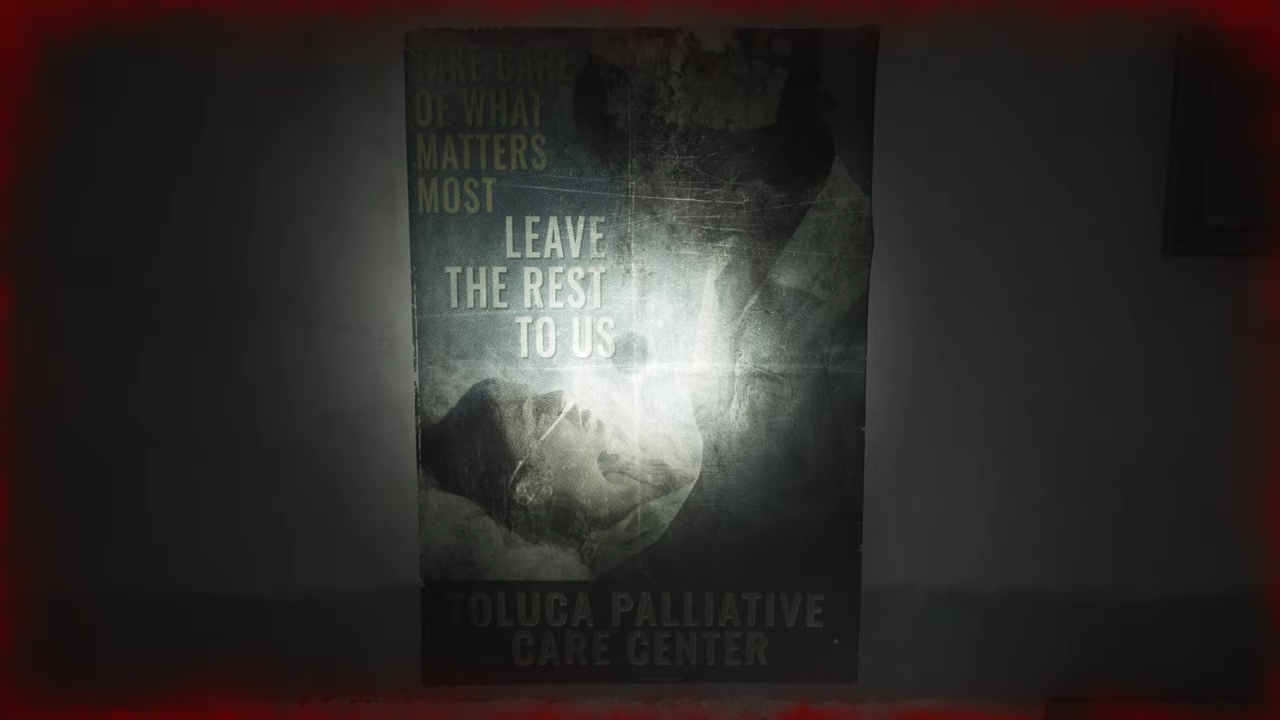 TAKE CARE
OF WHAT
MATTERS
MOST
LEAVE
THE REST
TO US
TOLUCA PALLIATIVE
CARE CENTER